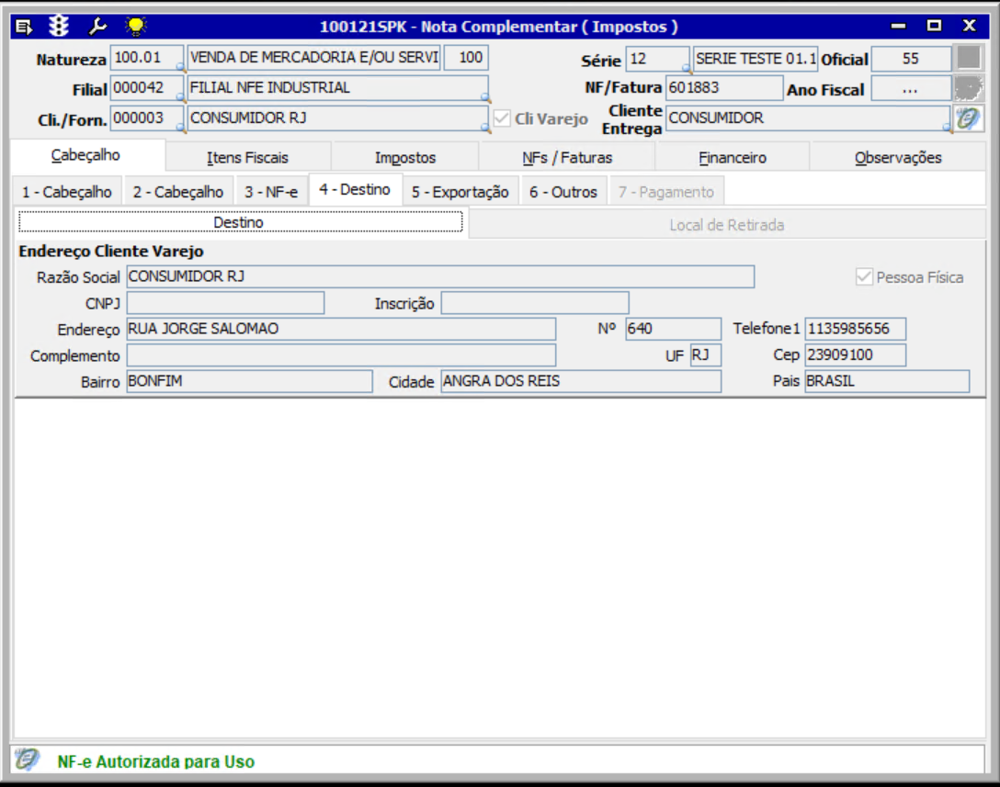 100121SPK - Nota Complementar ( Impostos )
Natureza 100.01 VENDA DE MERCADORIA E/OU SERVI 100 Série 12 SERIE TESTE 01.1 Oficial 55
Filial 000042 FILIAL NFE INDUSTRIAL NF/Fatura 601883 Ano Fiscal ...
Cli./Forn. 000003 CONSUMIDOR RJ Cli Varejo Cliente Entrega CONSUMIDOR
Cabeçalho Itens Fiscais Impostos NFs / Faturas Financeiro Observações
1 - Cabeçalho 2 - Cabeçalho 3 - NF-e 4 - Destino 5 - Exportação 6 - Outros 7 - Pagamento
Destino Local de Retirada
Endereço Cliente Varejo
Razão Social CONSUMIDOR RJ Pessoa Física
CNPJ Inscrição
Endereço RUA JORGE SALOMAO Nº 640 Telefone1 1135985656
Complemento UF RJ Cep 23909100
Bairro BONFIM Cidade ANGRA DOS REIS Pais BRASIL
NF-e Autorizada para Uso